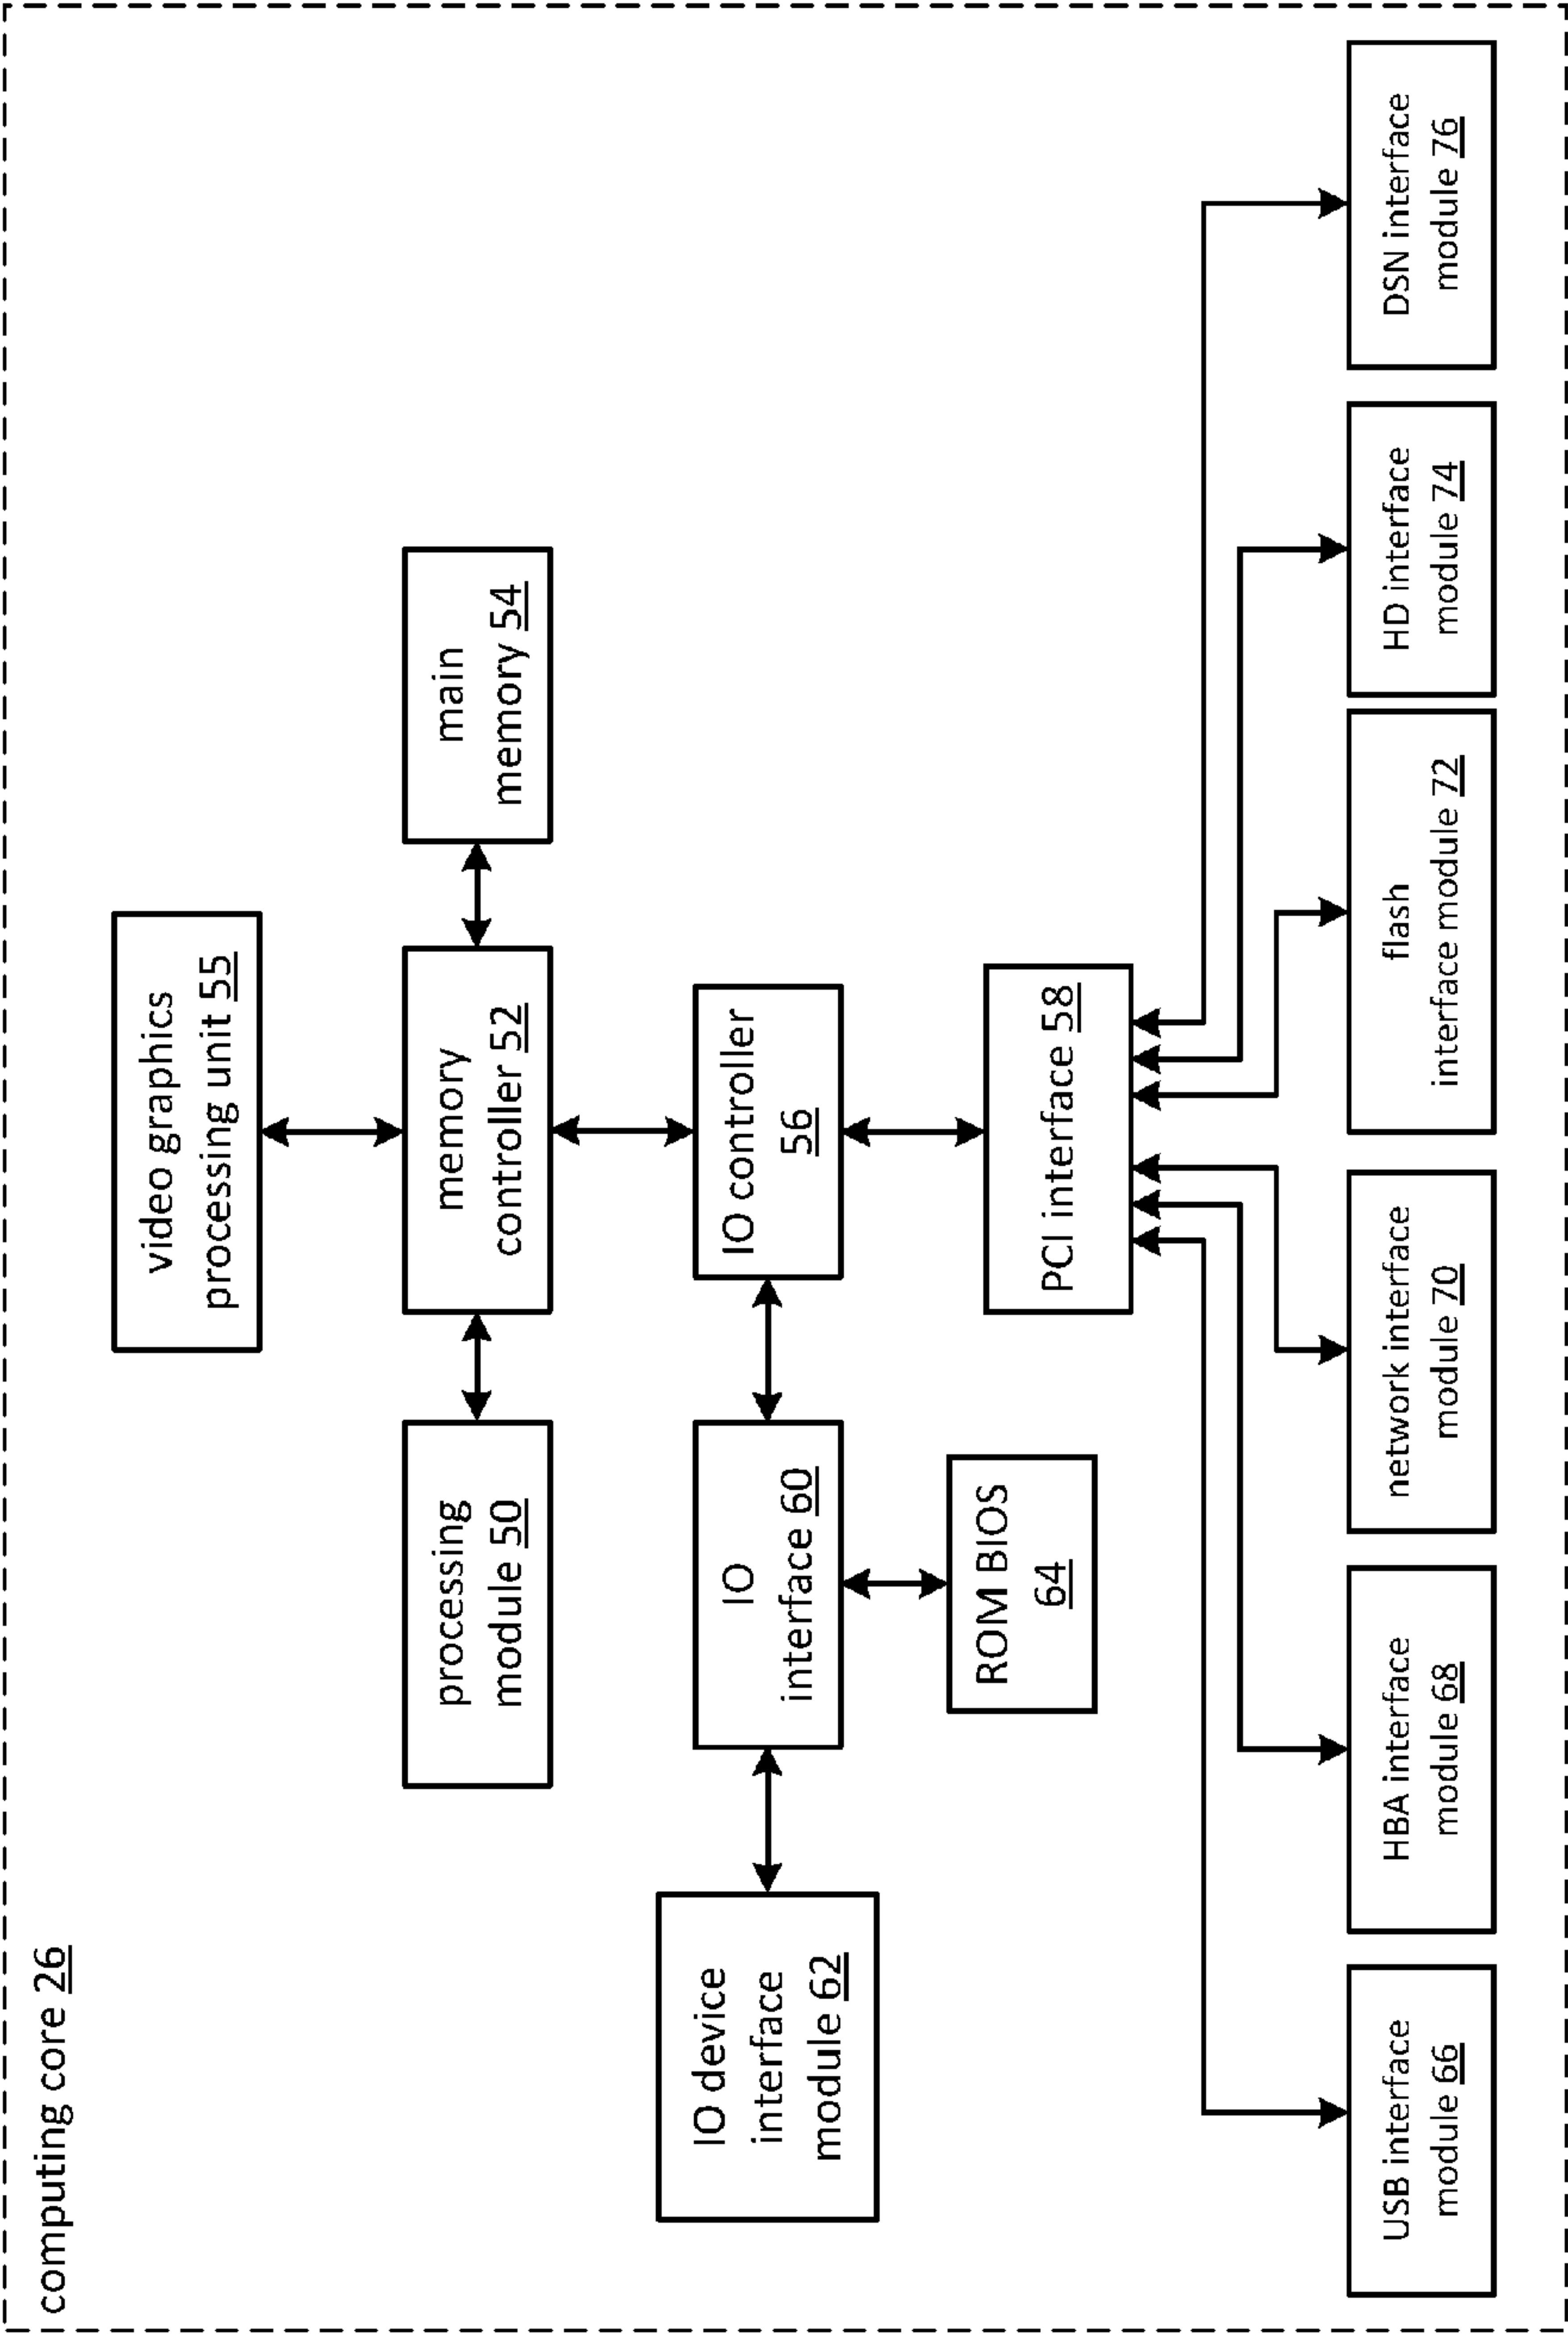 computing core 26
video graphics
processing unit 55
processing
module 50
memory
controller 52
main
memory 54
IO device
interface
module 62
IO
interface 60
IO controller
56
ROM BIOS
64
PCI interface 58
USB interface
module 66
HBA interface
module 68
network interface
module 70
flash
interface module 72
HD interface
module 74
DSN interface
module 76